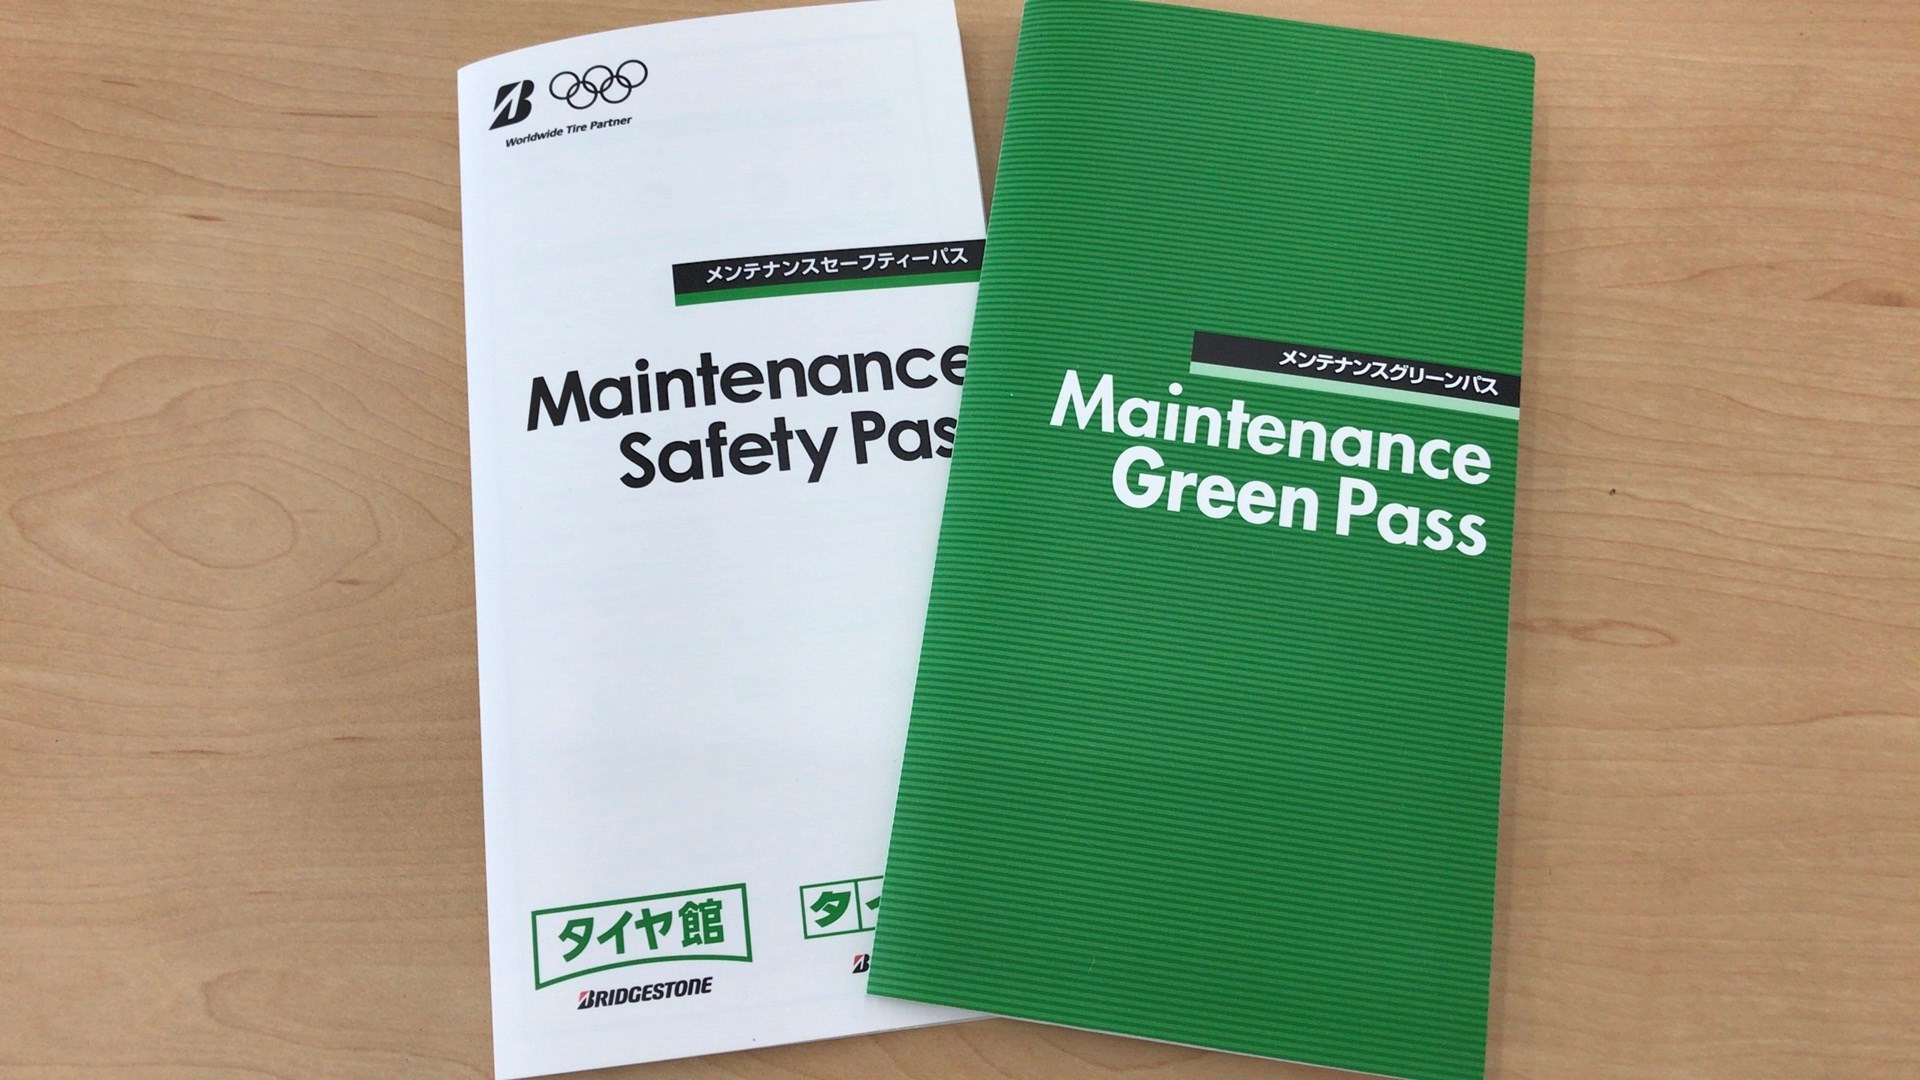 Worldwide Tire Partner
メンテナンスセーフティーパス
Maintenance
Safety Pas
タイヤ館
BRIDGESTONE
タイ
メンテナンスグリーンパス
Maintenance
Green Pass